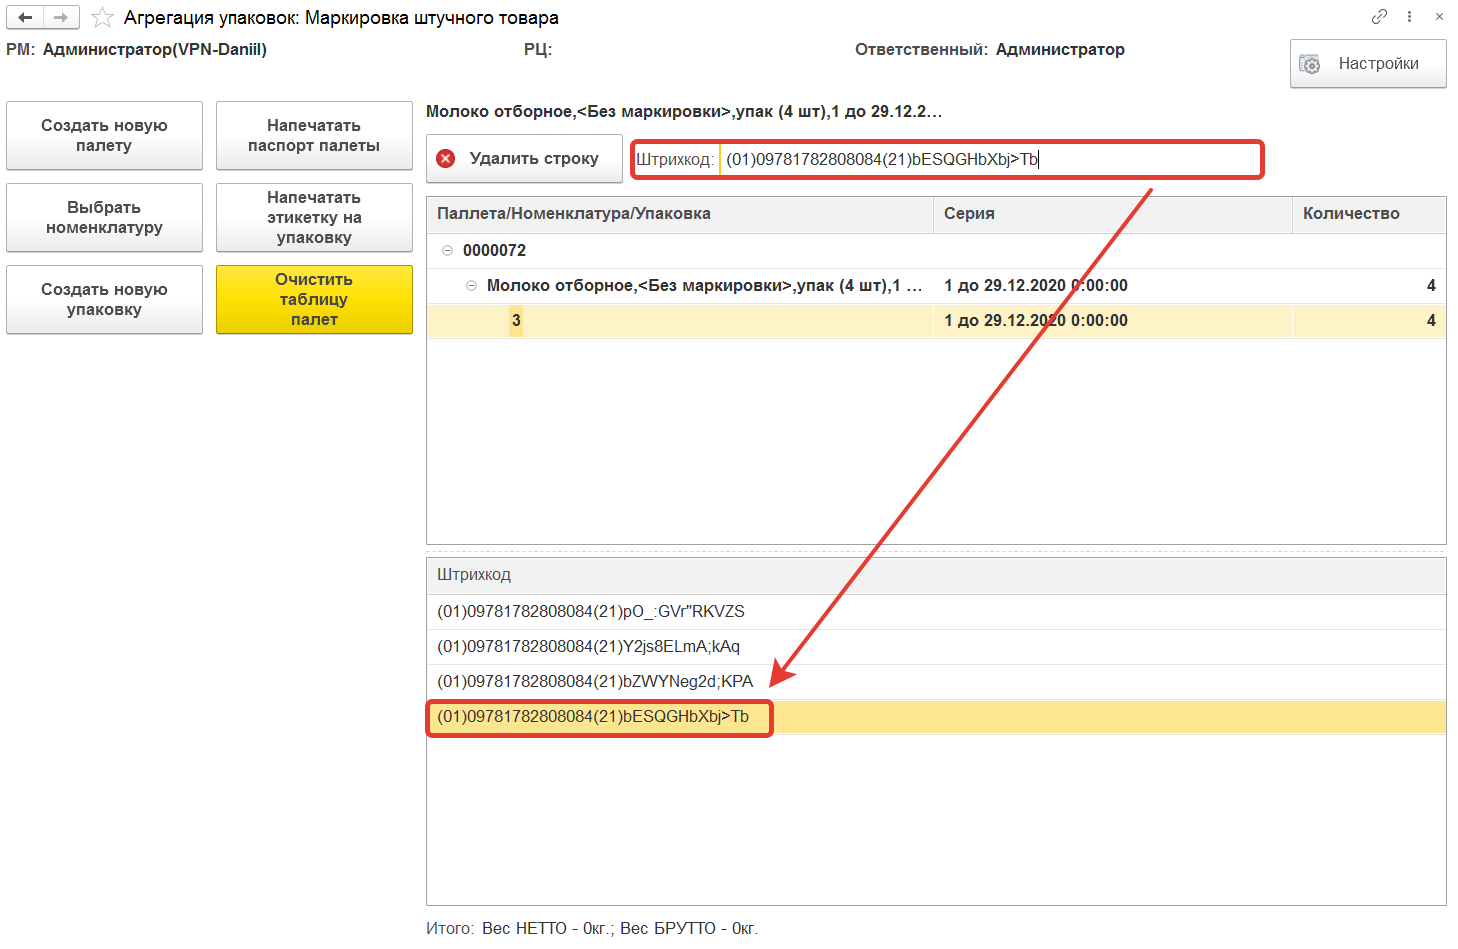 Агрегация упаковок: Маркировка штучного товара
РМ: Администратор(VPN-Daniil)
РЦ:
Ответственный: Администратор
Настройки
Создать новую
палету
Напечатать
паспорт палеты
Выбрать
номенклатуру
Напечатать
этикетку на
упаковку
Создать новую
упаковку
Очистить
таблицу
палет
Молоко отборное,<Без маркировки>,упак (4 шт),1 до 29.12.2...
Удалить строку
Штрихкод: (01)09781782808084(21)bESQGHbXbj>Tb
Паллета/Номенклатура/Упаковка Серия Количество
0000072
Молоко отборное,<Без маркировки>,упак (4 шт),1 ... 1 до 29.12.2020 0:00:00 4
3 1 до 29.12.2020 0:00:00 4
Штрихкод
(01)09781782808084(21)pO_:GVr"RKVZS
(01)09781782808084(21)Y2js8ELmA;kAq
(01)09781782808084(21)bZWYNeg2d;KPA
(01)09781782808084(21)bESQGHbXbj>Tb
Итого: Вес НЕТТО - 0кг.; Вес БРУТТО - 0кг.